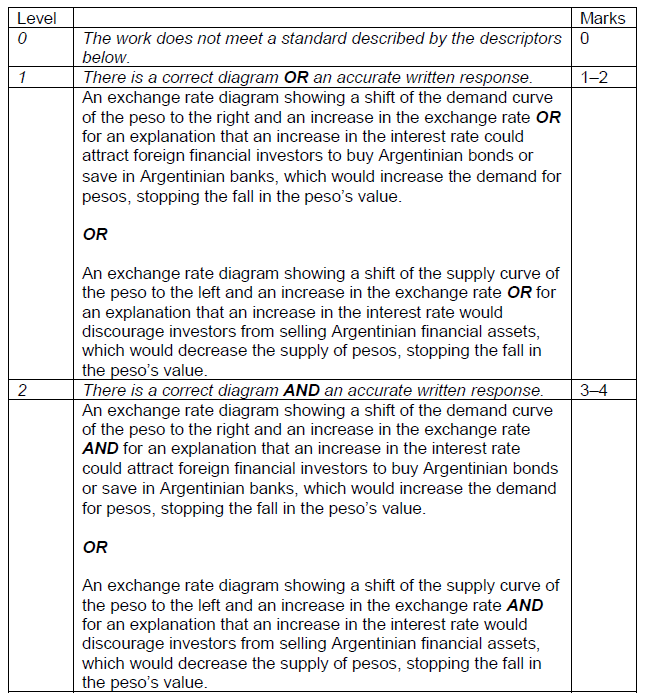 Level Marks
0 The work does not meet a standard described by the descriptors 0
below.
1 There is a correct diagram OR an accurate written response. 1–2
An exchange rate diagram showing a shift of the demand curve
of the peso to the right and an increase in the exchange rate OR
for an explanation that an increase in the interest rate could
attract foreign financial investors to buy Argentinian bonds or
save in Argentinian banks, which would increase the demand for
pesos, stopping the fall in the peso’s value.
OR
An exchange rate diagram showing a shift of the supply curve of
the peso to the left and an increase in the exchange rate OR for
an explanation that an increase in the interest rate would
discourage investors from selling Argentinian financial assets,
which would decrease the supply of pesos, stopping the fall in
the peso’s value.
2 There is a correct diagram AND an accurate written response. 3–4
An exchange rate diagram showing a shift of the demand curve
of the peso to the right and an increase in the exchange rate
AND for an explanation that an increase in the interest rate
could attract foreign financial investors to buy Argentinian bonds
or save in Argentinian banks, which would increase the demand
for pesos, stopping the fall in the peso’s value.
OR
An exchange rate diagram showing a shift of the supply curve of
the peso to the left and an increase in the exchange rate AND
for an explanation that an increase in the interest rate would
discourage investors from selling Argentinian financial assets,
which would decrease the supply of pesos, stopping the fall in
the peso’s value.